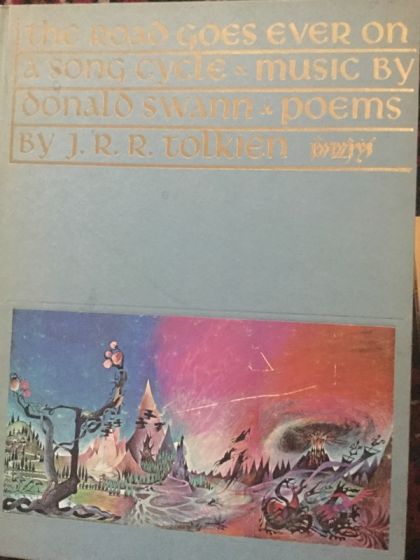 the Road goes ever on
a song cycle * music by
donald swann * poems
by J. R. R. tolkien